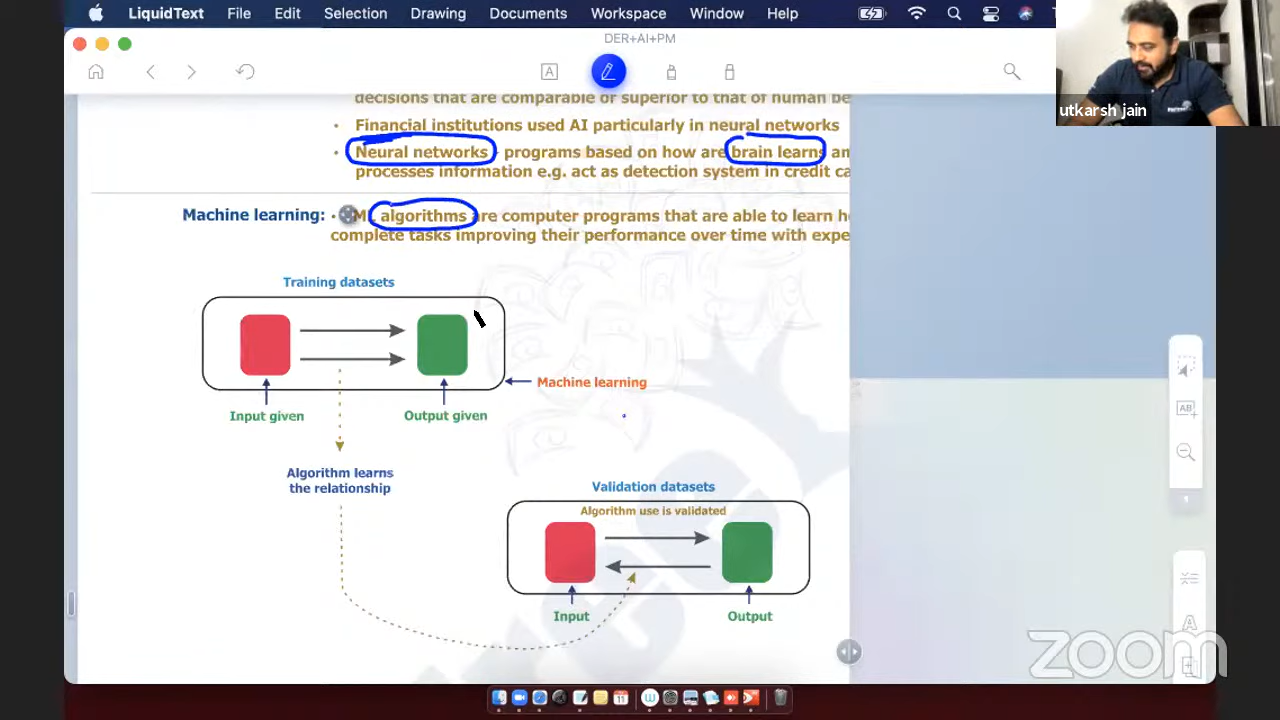 LiquidText File Edit Selection Drawing Documents Workspace Window Help
DER+AI+PM
utkarsh jain
decisions that are comparable or superior to that of human be
• Financial institutions used AI particularly in neural networks
• Neural networks programs based on how are brain learns an
processes information e.g. act as detection system in credit ca
Machine learning: • ML algorithms are computer programs that are able to learn h
complete tasks improving their performance over time with expe
Training datasets
Machine learning
Input given Output given
Algorithm learns
the relationship
Validation datasets
Algorithm use is validated
Input Output
zoom